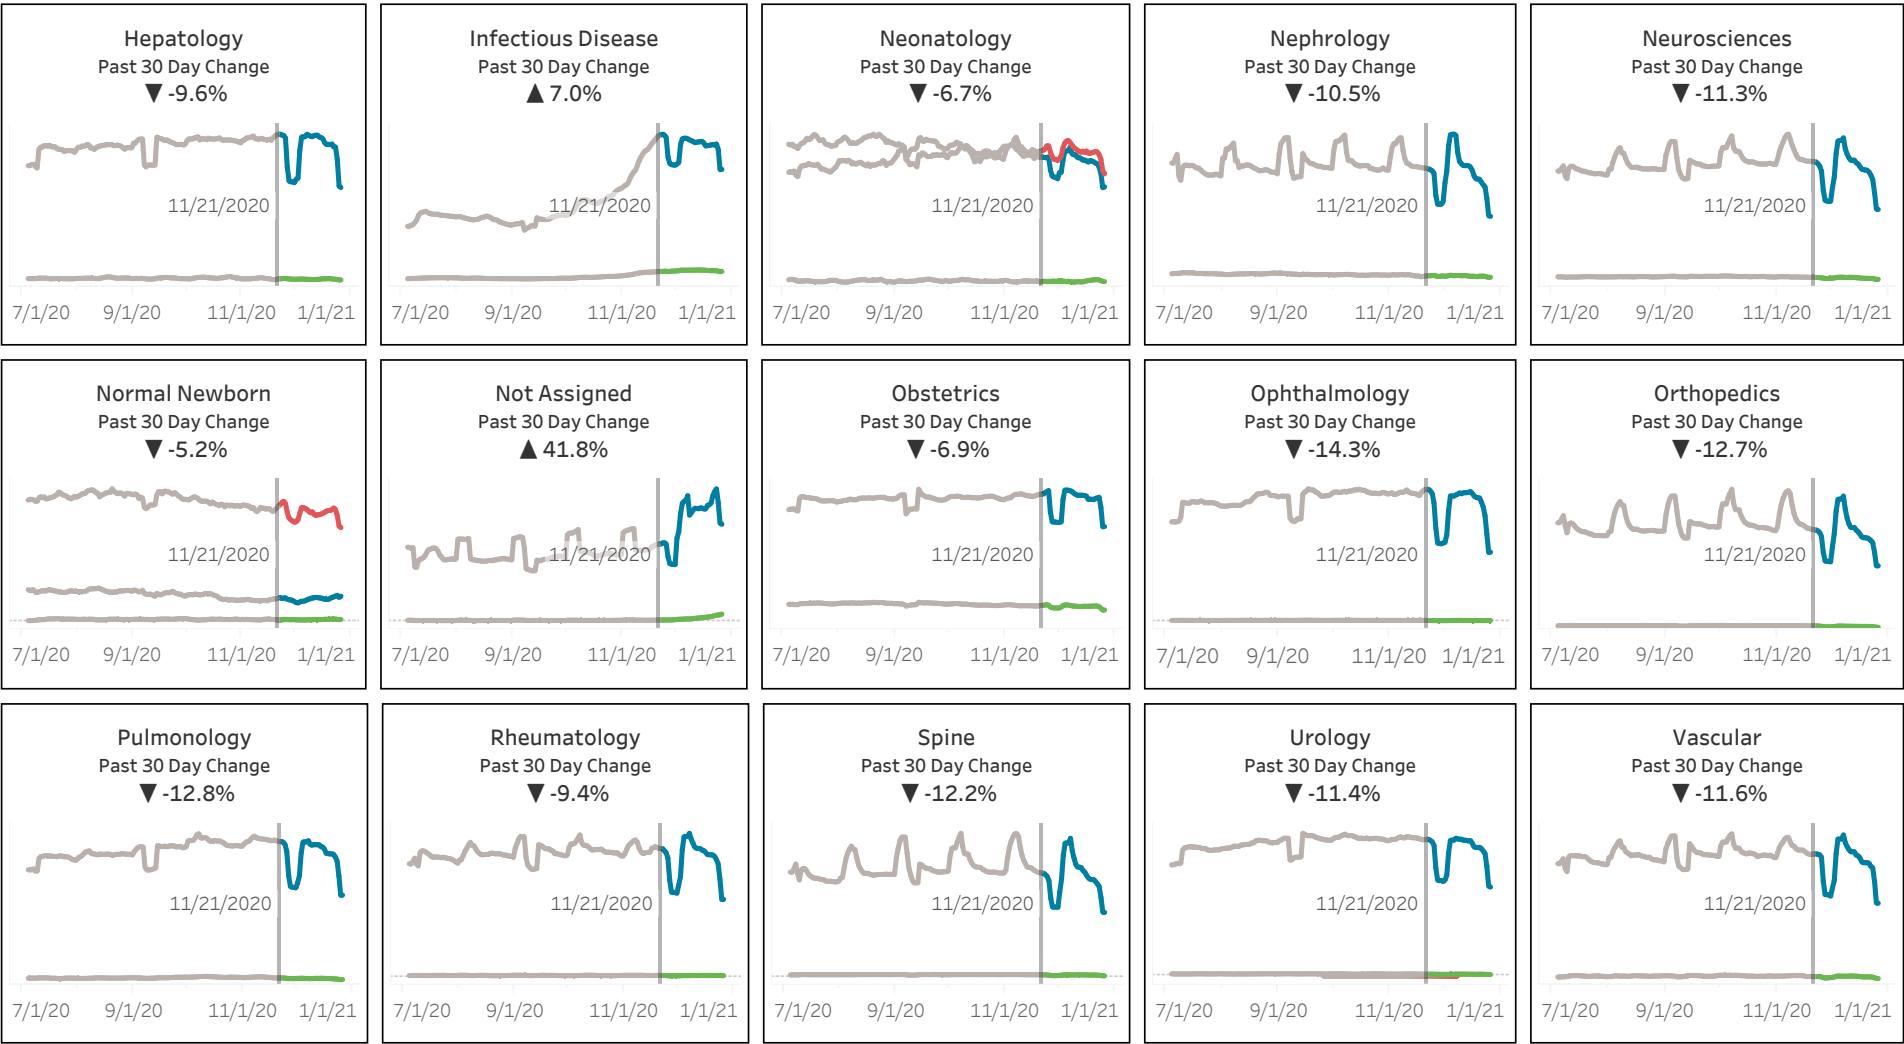 Hepatology
Past 30 Day Change
▼ -9.6%
11/21/2020
7/1/20 9/1/20 11/1/20 1/1/21
Infectious Disease
Past 30 Day Change
▲ 7.0%
11/21/2020
7/1/20 9/1/20 11/1/20 1/1/21
Neonatology
Past 30 Day Change
▼ -6.7%
11/21/2020
7/1/20 9/1/20 11/1/20 1/1/21
Nephrology
Past 30 Day Change
▼ -10.5%
11/21/2020
7/1/20 9/1/20 11/1/20 1/1/21
Neurosciences
Past 30 Day Change
▼ -11.3%
11/21/2020
7/1/20 9/1/20 11/1/20 1/1/21
Normal Newborn
Past 30 Day Change
▼ -5.2%
11/21/2020
7/1/20 9/1/20 11/1/20 1/1/21
Not Assigned
Past 30 Day Change
▲ 41.8%
11/21/2020
7/1/20 9/1/20 11/1/20 1/1/21
Obstetrics
Past 30 Day Change
▼ -6.9%
11/21/2020
7/1/20 9/1/20 11/1/20 1/1/21
Ophthalmology
Past 30 Day Change
▼ -14.3%
11/21/2020
7/1/20 9/1/20 11/1/20 1/1/21
Orthopedics
Past 30 Day Change
▼ -12.7%
11/21/2020
7/1/20 9/1/20 11/1/20 1/1/21
Pulmonology
Past 30 Day Change
▼ -12.8%
11/21/2020
7/1/20 9/1/20 11/1/20 1/1/21
Rheumatology
Past 30 Day Change
▼ -9.4%
11/21/2020
7/1/20 9/1/20 11/1/20 1/1/21
Spine
Past 30 Day Change
▼ -12.2%
11/21/2020
7/1/20 9/1/20 11/1/20 1/1/21
Urology
Past 30 Day Change
▼ -11.4%
11/21/2020
7/1/20 9/1/20 11/1/20 1/1/21
Vascular
Past 30 Day Change
▼ -11.6%
11/21/2020
7/1/20 9/1/20 11/1/20 1/1/21